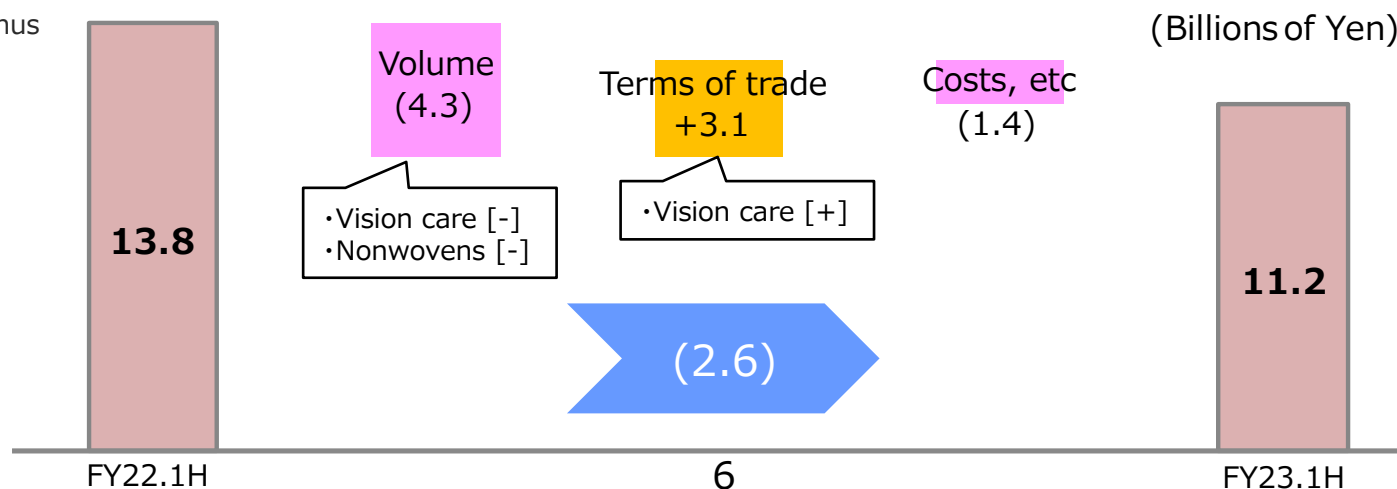 (Billions of Yen)
Volume
(4.3)
Terms of trade
+3.1
Costs, etc
(1.4)
・Vision care [-]
・Nonwovens [-]
・Vision care [+]
13.8
11.2
(2.6)
FY22.1H
6
FY23.1H